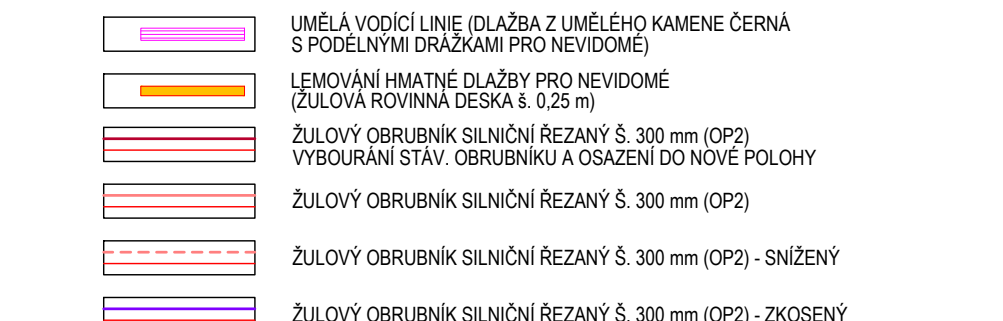 UMĚLÁ VODÍCÍ LINIE (DLAŽBA Z UMĚLÉHO KAMENE ČERNÁ
S PODÉLNÝMI DRÁŽKAMI PRO NEVIDOMÉ)
LEMOVÁNÍ HMATNÉ DLAŽBY PRO NEVIDOMÉ
(ŽULOVÁ ROVINNÁ DESKA š. 0,25 m)
ŽULOVÝ OBRUBNÍK SILNIČNÍ ŘEZANÝ Š. 300 mm (OP2)
VYBOURÁNÍ STÁV. OBRUBNÍKU A OSAZENÍ DO NOVÉ POLOHY
ŽULOVÝ OBRUBNÍK SILNIČNÍ ŘEZANÝ Š. 300 mm (OP2)
ŽULOVÝ OBRUBNÍK SILNIČNÍ ŘEZANÝ Š. 300 mm (OP2) - SNÍŽENÝ
ŽULOVÝ OBRUBNÍK SILNIČNÍ ŘEZANÝ Š. 300 mm (OP2) - ZKOSENÝ